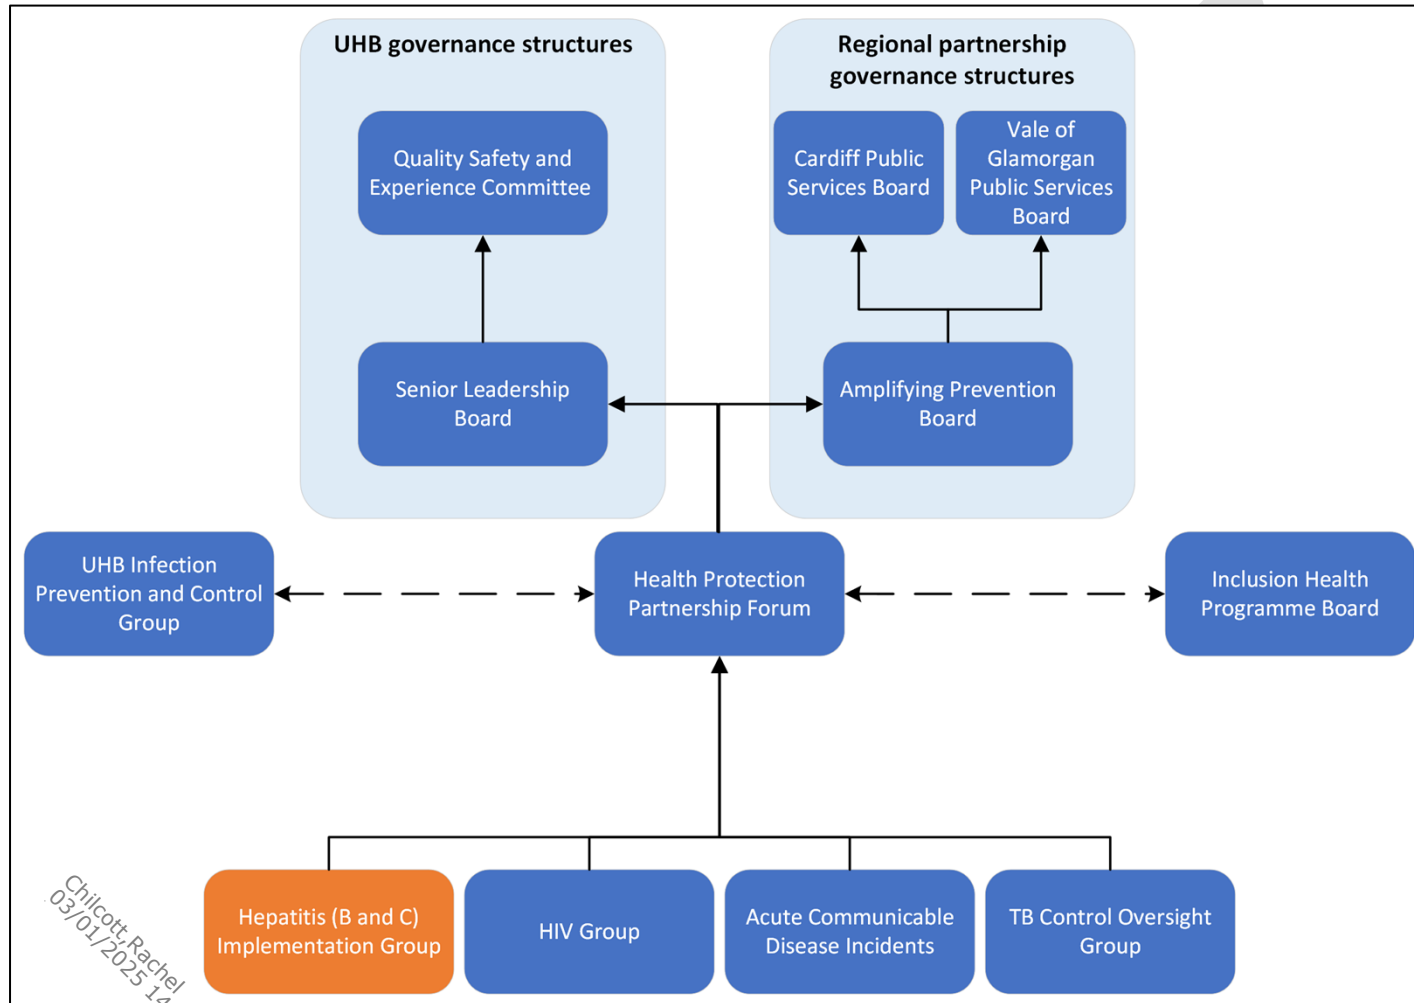 UHB governance structures
Regional partnership
governance structures
Quality Safety and
Experience Committee
Cardiff Public
Services Board
Vale of
Glamorgan
Public Services
Board
Senior Leadership
Board
Amplifying Prevention
Board
UHB Infection
Prevention and Control
Group
Health Protection
Partnership Forum
Inclusion Health
Programme Board
Hepatitis (B and C)
Implementation Group
HIV Group
Acute Communicable
Disease Incidents
TB Control Oversight
Group
Chilcott,Rachel
03/01/2025 14